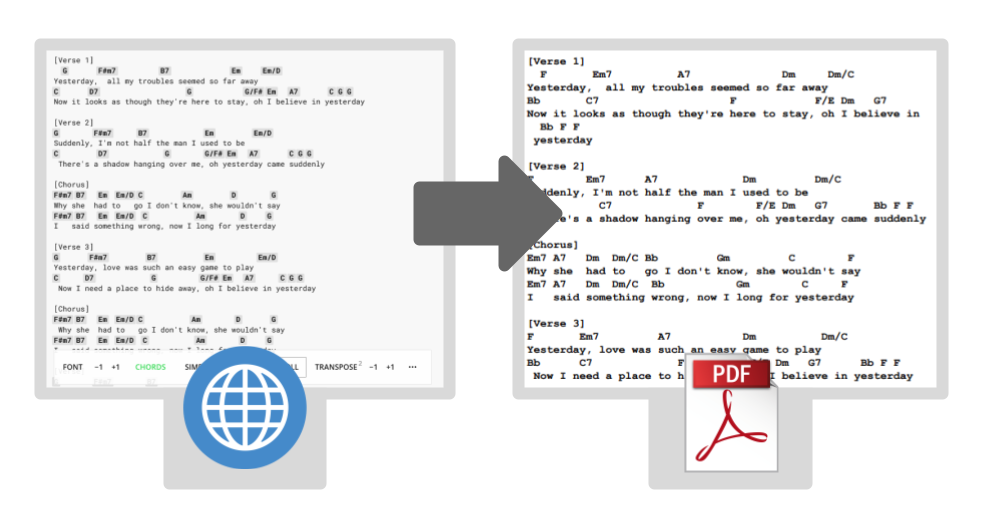 [Verse 1]
G F#m7 B7 Em Em/D
Yesterday, all my troubles seemed so far away
C D7 G G/F# Em A7 C G G
Now it looks as though they're here to stay, oh I believe in yesterday
[Verse 2]
G F#m7 B7 Em Em/D
Suddenly, I'm not half the man I used to be
C D7 G G/F# Em A7 C G G
There's a shadow hanging over me, oh yesterday came suddenly
[Chorus]
F#m7 B7 Em Em/D C Am D G
Why she had to go I don't know, she wouldn't say
F#m7 B7 Em Em/D C Am D G
I said something wrong, now I long for yesterday
[Verse 3]
G F#m7 B7 Em Em/D
Yesterday, love was such an easy game to play
C D7 G G/F# Em A7 C G G
Now I need a place to hide away, oh I believe in yesterday
[Chorus]
F#m7 B7 Em Em/D C Am D G
Why she had to go I don't know, she wouldn't say
F#m7 B7 Em Em/D C Am D G
FONT -1 +1 CHORDS TRANSPOSE 2 -1 +1 ...
[Verse 1]
F Em7 A7 Dm Dm/C
Yesterday, all my troubles seemed so far away
Bb C7 F F/E Dm G7
Now it looks as though they're here to stay, oh I believe in
Bb F F
yesterday
[Verse 2]
Em7 A7 Dm Dm/C
I'm not half the man I used to be
C7 F F/E Dm G7 Bb F F
a shadow hanging over me, oh yesterday came suddenly
[Chorus]
Em7 A7 Dm Dm/C Bb Gm C F
Why she had to go I don't know, she wouldn't say
Em7 A7 Dm Dm/C Bb Gm C F
I said something wrong, now I long for yesterday
[Verse 3]
F Em7 A7 Dm Dm/C
Yesterday, love was such an easy game to play
Bb C7 F Dm G7 Bb F F
Now I need a place to I believe in yesterday
PDF